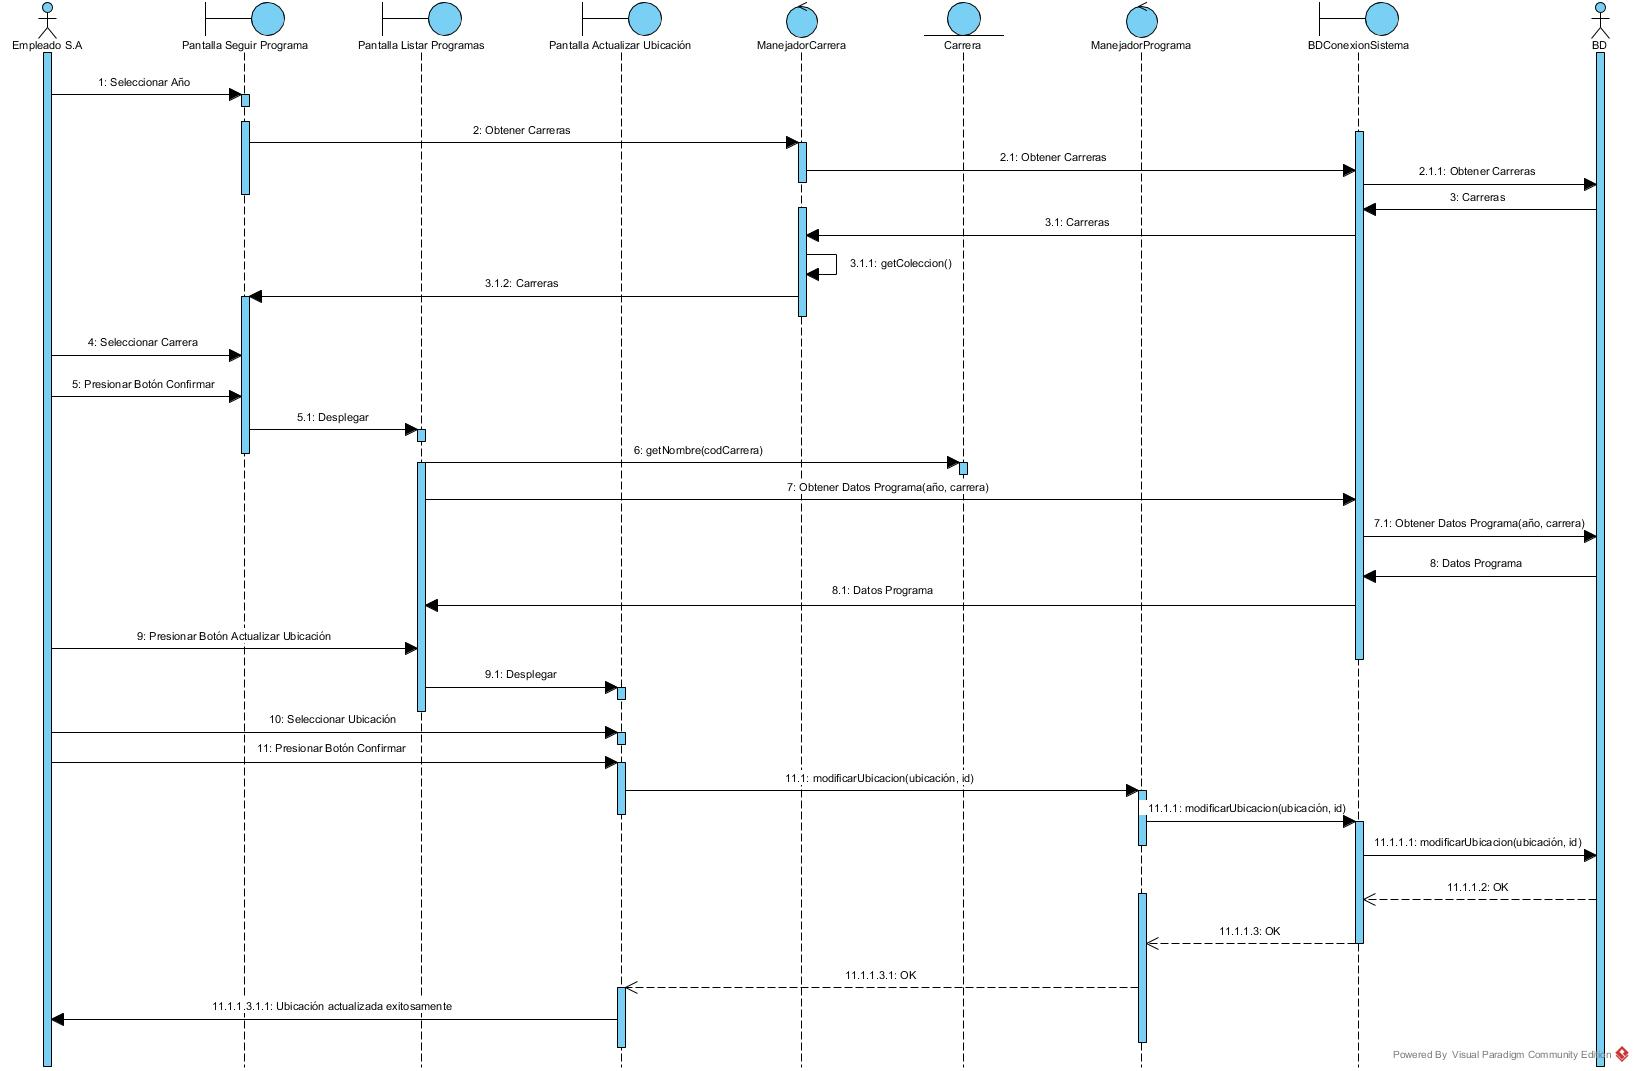 Empleado S.A
Pantalla Seguir Programa
Pantalla Listar Programas
Pantalla Actualizar Ubicación
ManejadorCarrera
Carrera
ManejadorPrograma
BDConexionSistema
BD
1: Seleccionar Año
2: Obtener Carreras
2.1: Obtener Carreras
2.1.1: Obtener Carreras
3: Carreras
3.1: Carreras
3.1.1: getColeccion()
3.1.2: Carreras
4: Seleccionar Carrera
5: Presionar Botón Confirmar
5.1: Desplegar
6: getNombre(codCarrera)
7: Obtener Datos Programa(año, carrera)
7.1: Obtener Datos Programa(año, carrera)
8: Datos Programa
8.1: Datos Programa
9: Presionar Botón Actualizar Ubicación
9.1: Desplegar
10: Seleccionar Ubicación
11: Presionar Botón Confirmar
11.1: modificarUbicacion(ubicación, id)
11.1.1: modificarUbicacion(ubicación, id)
11.1.1.1: modificarUbicacion(ubicación, id)
11.1.1.2: OK
11.1.1.3: OK
11.1.1.3.1: OK
11.1.1.3.1.1: Ubicación actualizada exitosamente
Powered By Visual Paradigm Community Edition